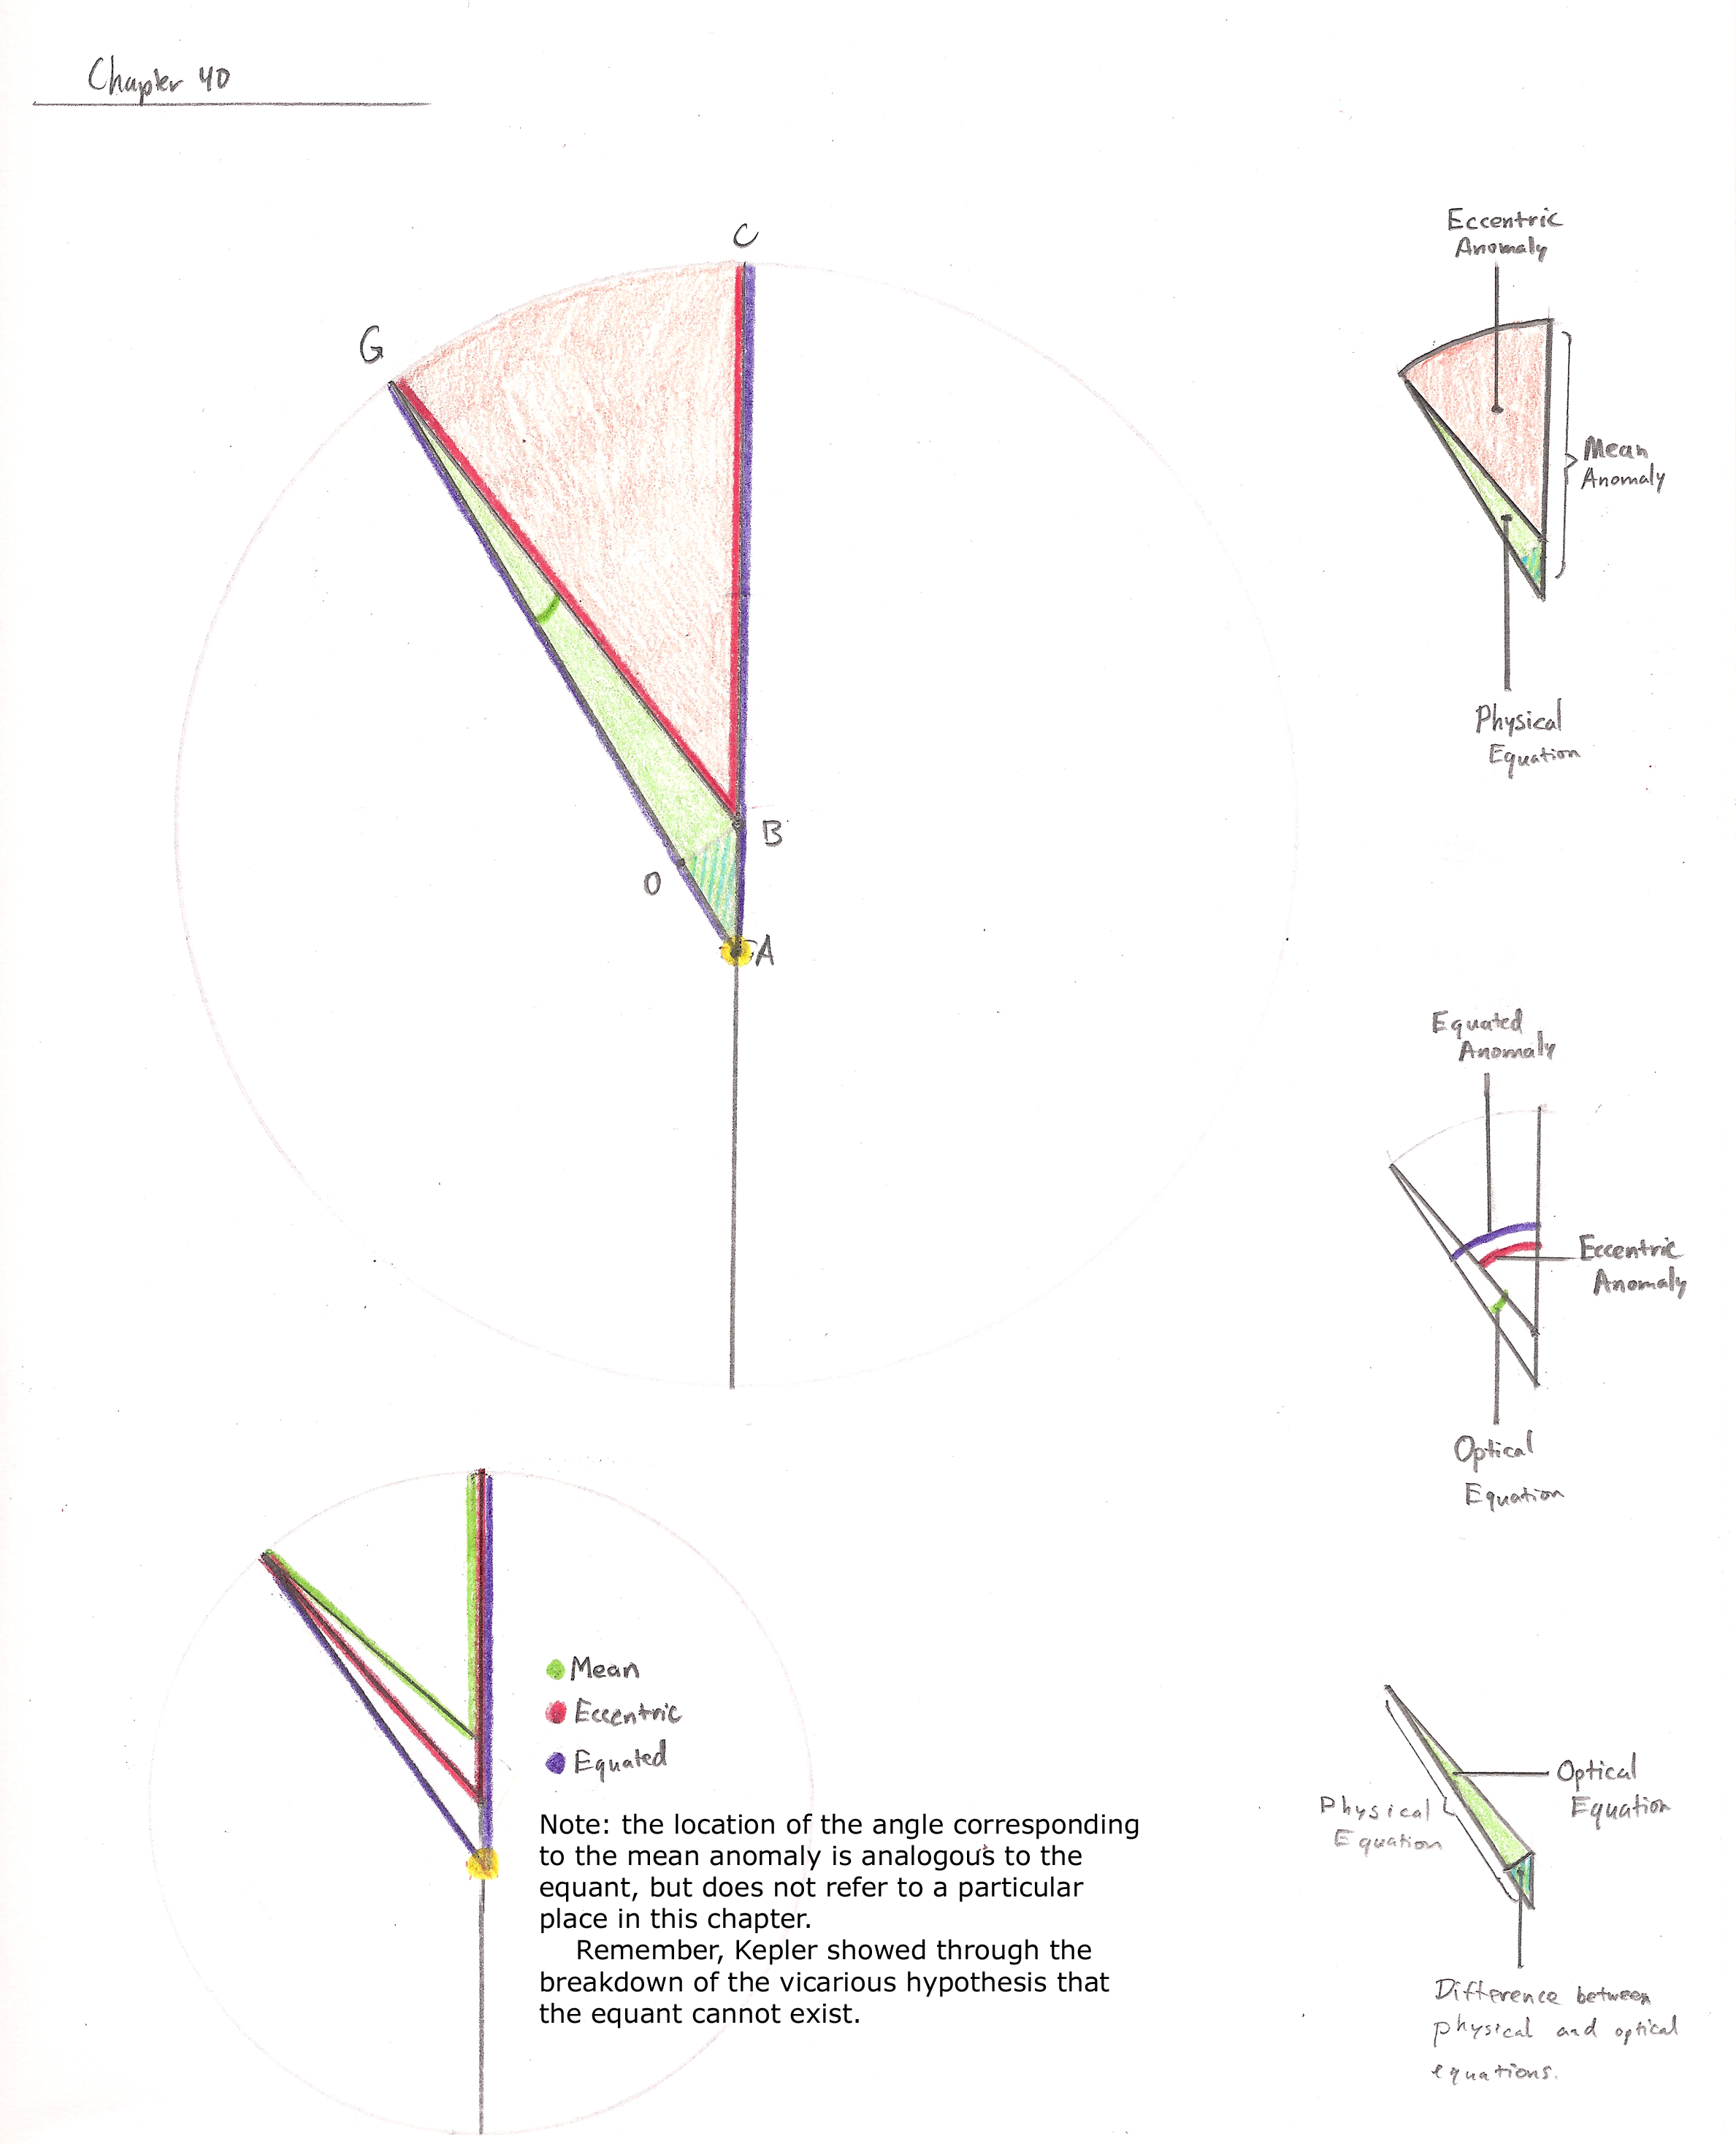 Chapter 40
C
G
B
O
A
Eccentric
Anomaly
Mean
Anomaly
Physical
Equation
Equated
Anomaly
Eccentric
Anomaly
Optical
Equation
Mean
Eccentric
Equated
Note: the location of the angle corresponding
to the mean anomaly is analogous to the
equant, but does not refer to a particular
place in this chapter.
Remember, Kepler showed through the
breakdown of the vicarious hypothesis that
the equant cannot exist.
Optical
Equation
Physical
Equation
Difference between
physical and optical
equations.